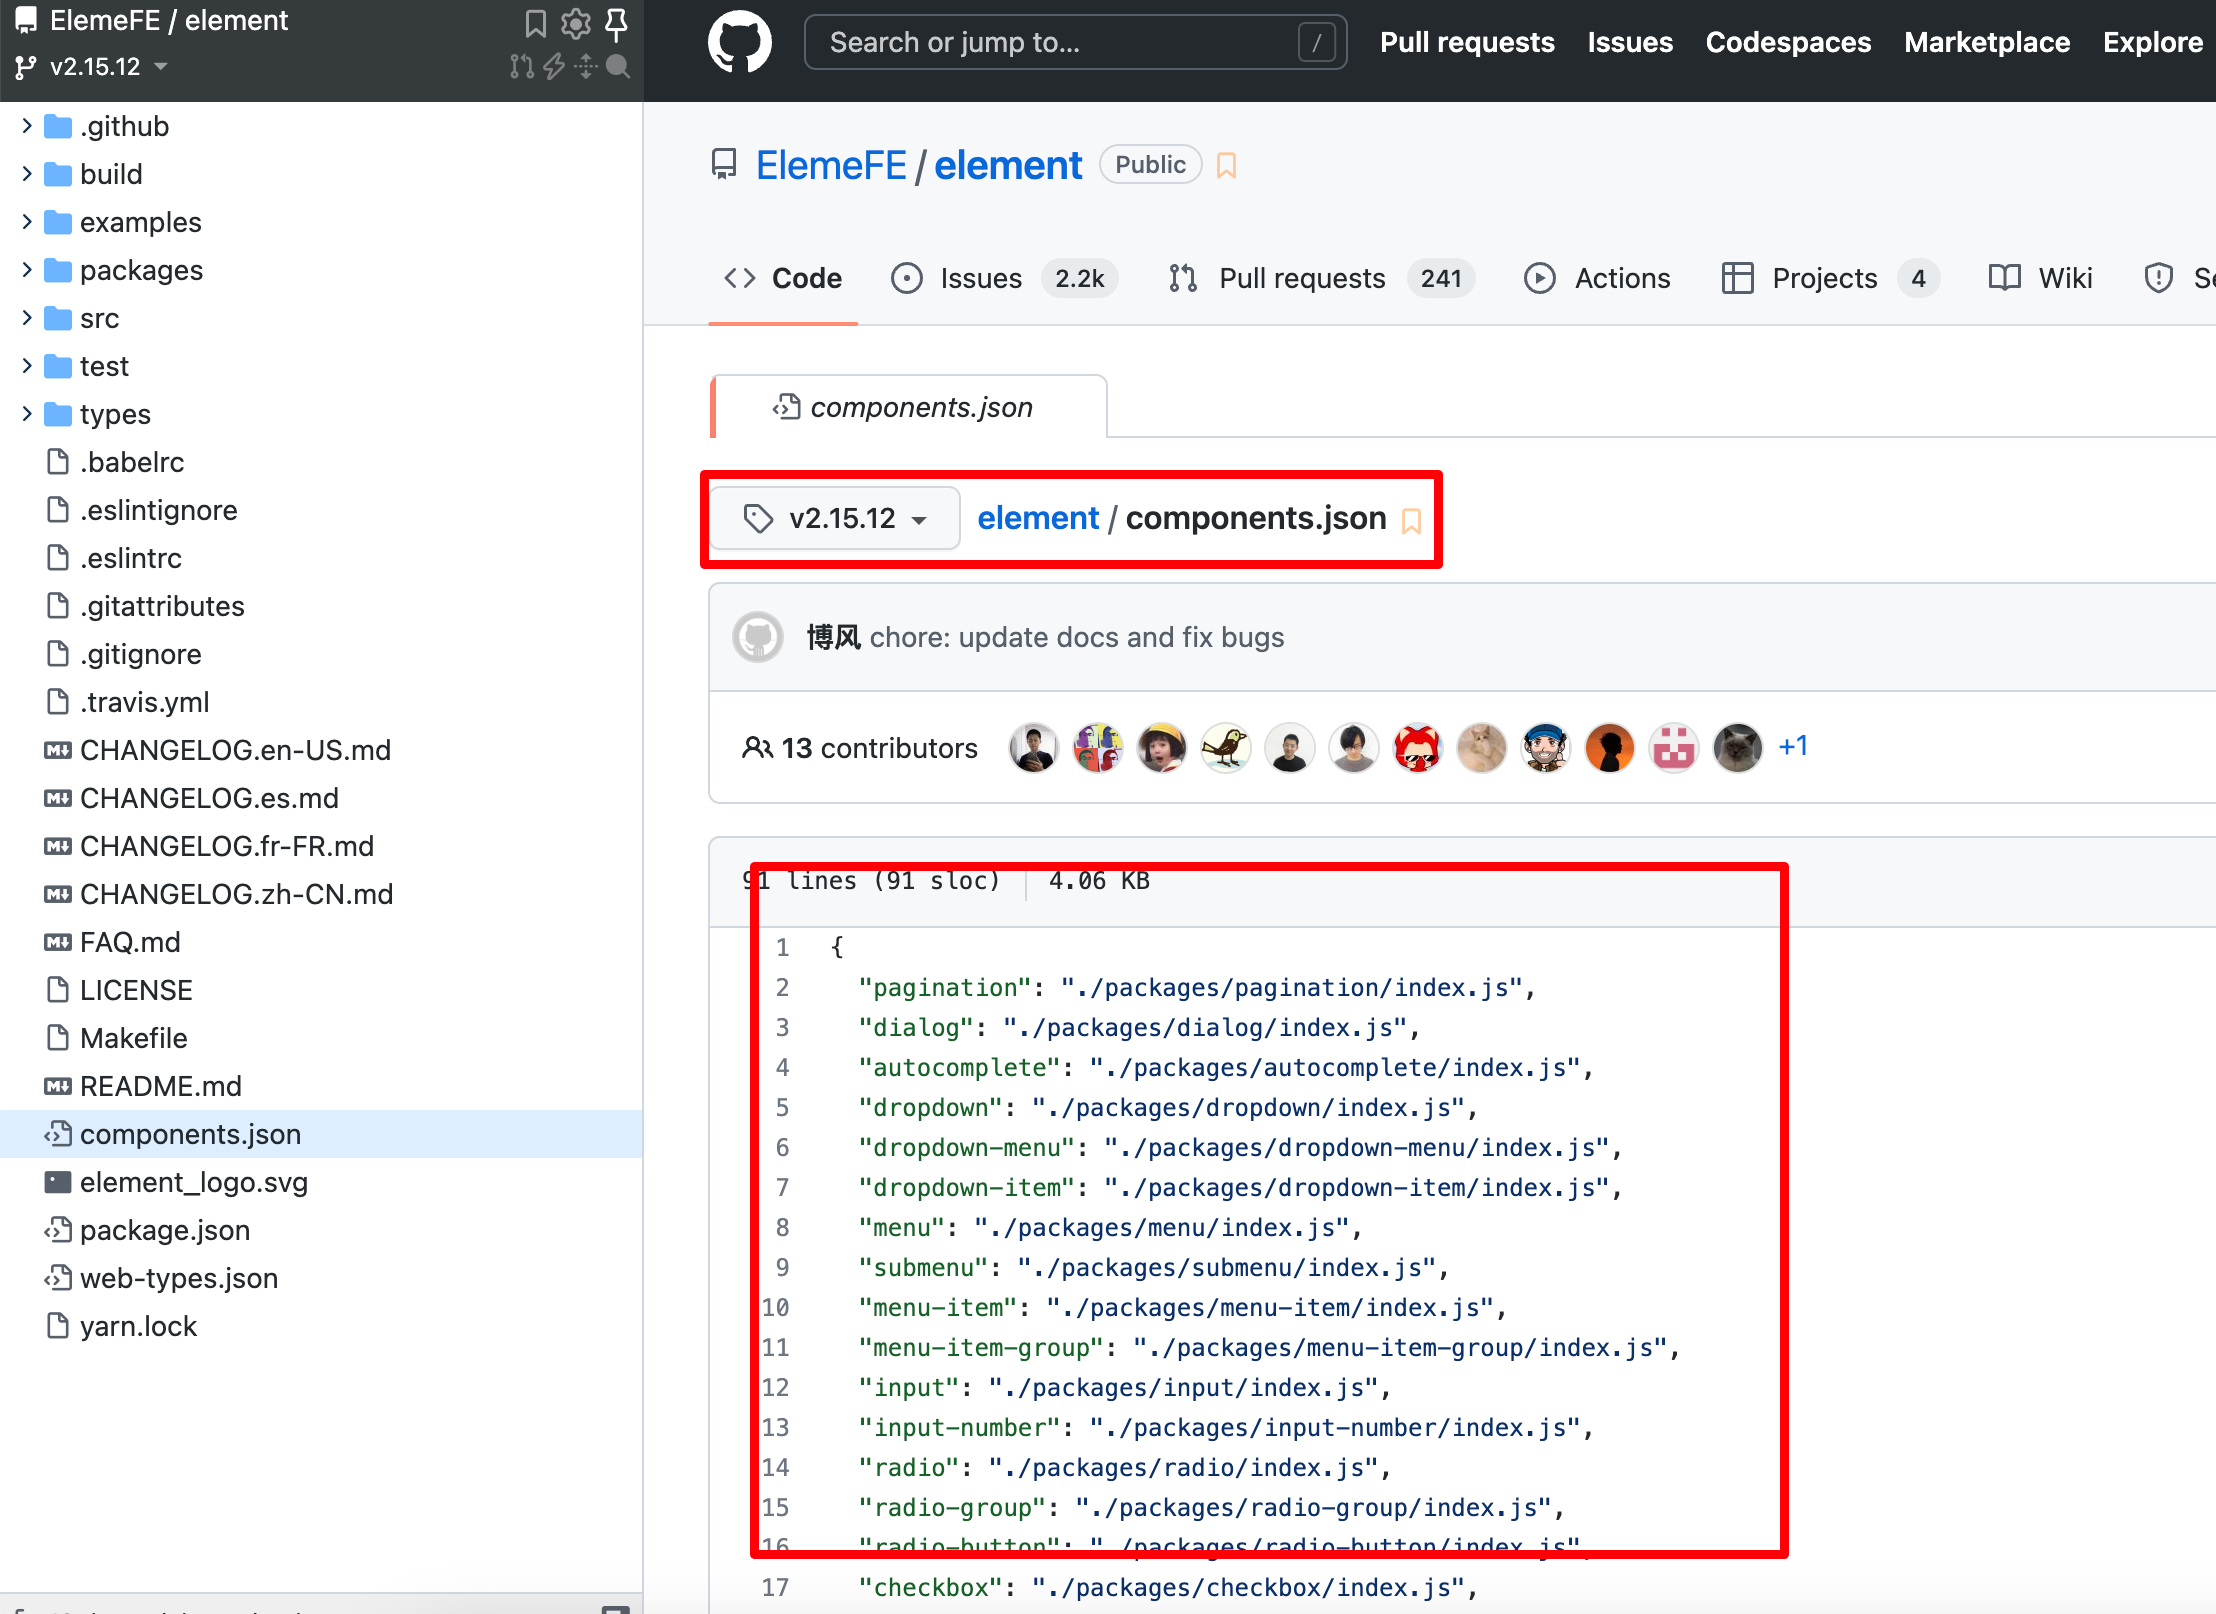 ElemeFE / element
v2.15.12
.github
build
examples
packages
src
test
types
.babelrc
.eslintignore
.eslintrc
.gitattributes
.gitignore
.travis.yml
CHANGELOG.en-US.md
CHANGELOG.es.md
CHANGELOG.fr-FR.md
CHANGELOG.zh-CN.md
FAQ.md
LICENSE
Makefile
README.md
components.json
element_logo.svg
package.json
web-types.json
yarn.lock
Search or jump to... /
Pull requests Issues Codespaces Marketplace Explore
ElemeFE / element Public
Code Issues 2.2k Pull requests 241 Actions Projects 4 Wiki
components.json
v2.15.12 element / components.json
博风 chore: update docs and fix bugs
13 contributors +1
91 lines (91 sloc) 4.06 KB
1 {
2 "pagination": "./packages/pagination/index.js",
3 "dialog": "./packages/dialog/index.js",
4 "autocomplete": "./packages/autocomplete/index.js",
5 "dropdown": "./packages/dropdown/index.js",
6 "dropdown-menu": "./packages/dropdown-menu/index.js",
7 "dropdown-item": "./packages/dropdown-item/index.js",
8 "menu": "./packages/menu/index.js",
9 "submenu": "./packages/submenu/index.js",
10 "menu-item": "./packages/menu-item/index.js",
11 "menu-item-group": "./packages/menu-item-group/index.js",
12 "input": "./packages/input/index.js",
13 "input-number": "./packages/input-number/index.js",
14 "radio": "./packages/radio/index.js",
15 "radio-group": "./packages/radio-group/index.js",
16 "radio-button": "./packages/radio-button/index.js",
17 "checkbox": "./packages/checkbox/index.js",